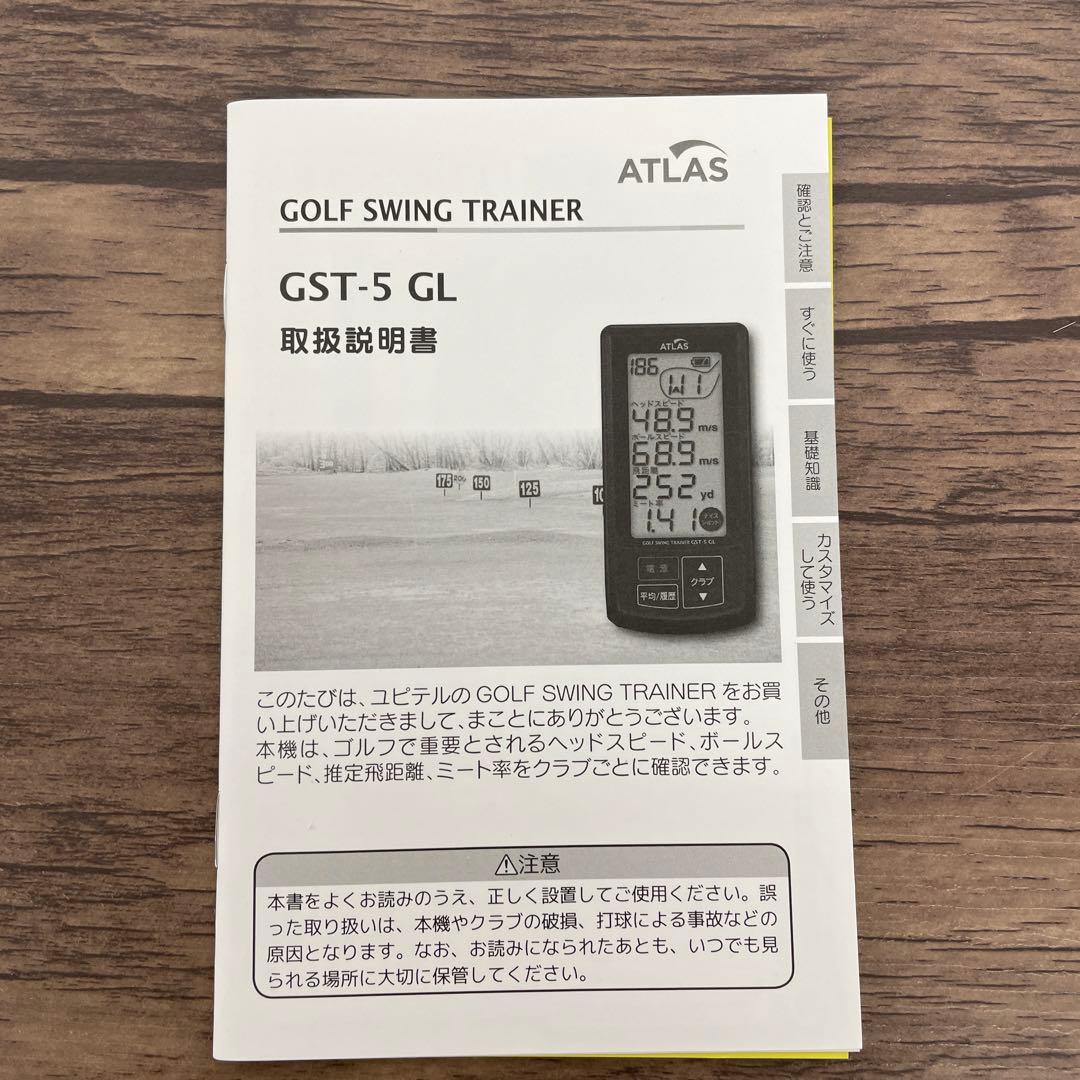 ATLAS
GOLF SWING TRAINER
GST-5 GL
取扱説明書
確認とご注意
すぐに使う
基礎知識
カスタマイズ
して使う
その他
175
200
150
125
10
ATLAS
186
W1
ヘッドスピード
48.9 m/s
ボールスピード
68.9 m/s
飛距離
252 yd
ミート率
1.41 ナイス
ショット
GOLF SWING TRAINER GST-5 GL
電源
▲
クラブ
平均/履歴
▼
このたびは、ユピテルの GOLF SWING TRAINER をお買
い上げいただきまして、まことにありがとうございます。
本機は、ゴルフで重要とされるヘッドスピード、ボールス
ピード、推定飛距離、ミート率をクラブごとに確認できます。
⚠注意
本書をよくお読みのうえ、正しく設置してご使用ください。誤
った取り扱いは、本機やクラブの破損、打球による事故などの
原因となります。なお、お読みになられたあとも、いつでも見
られる場所に大切に保管してください。